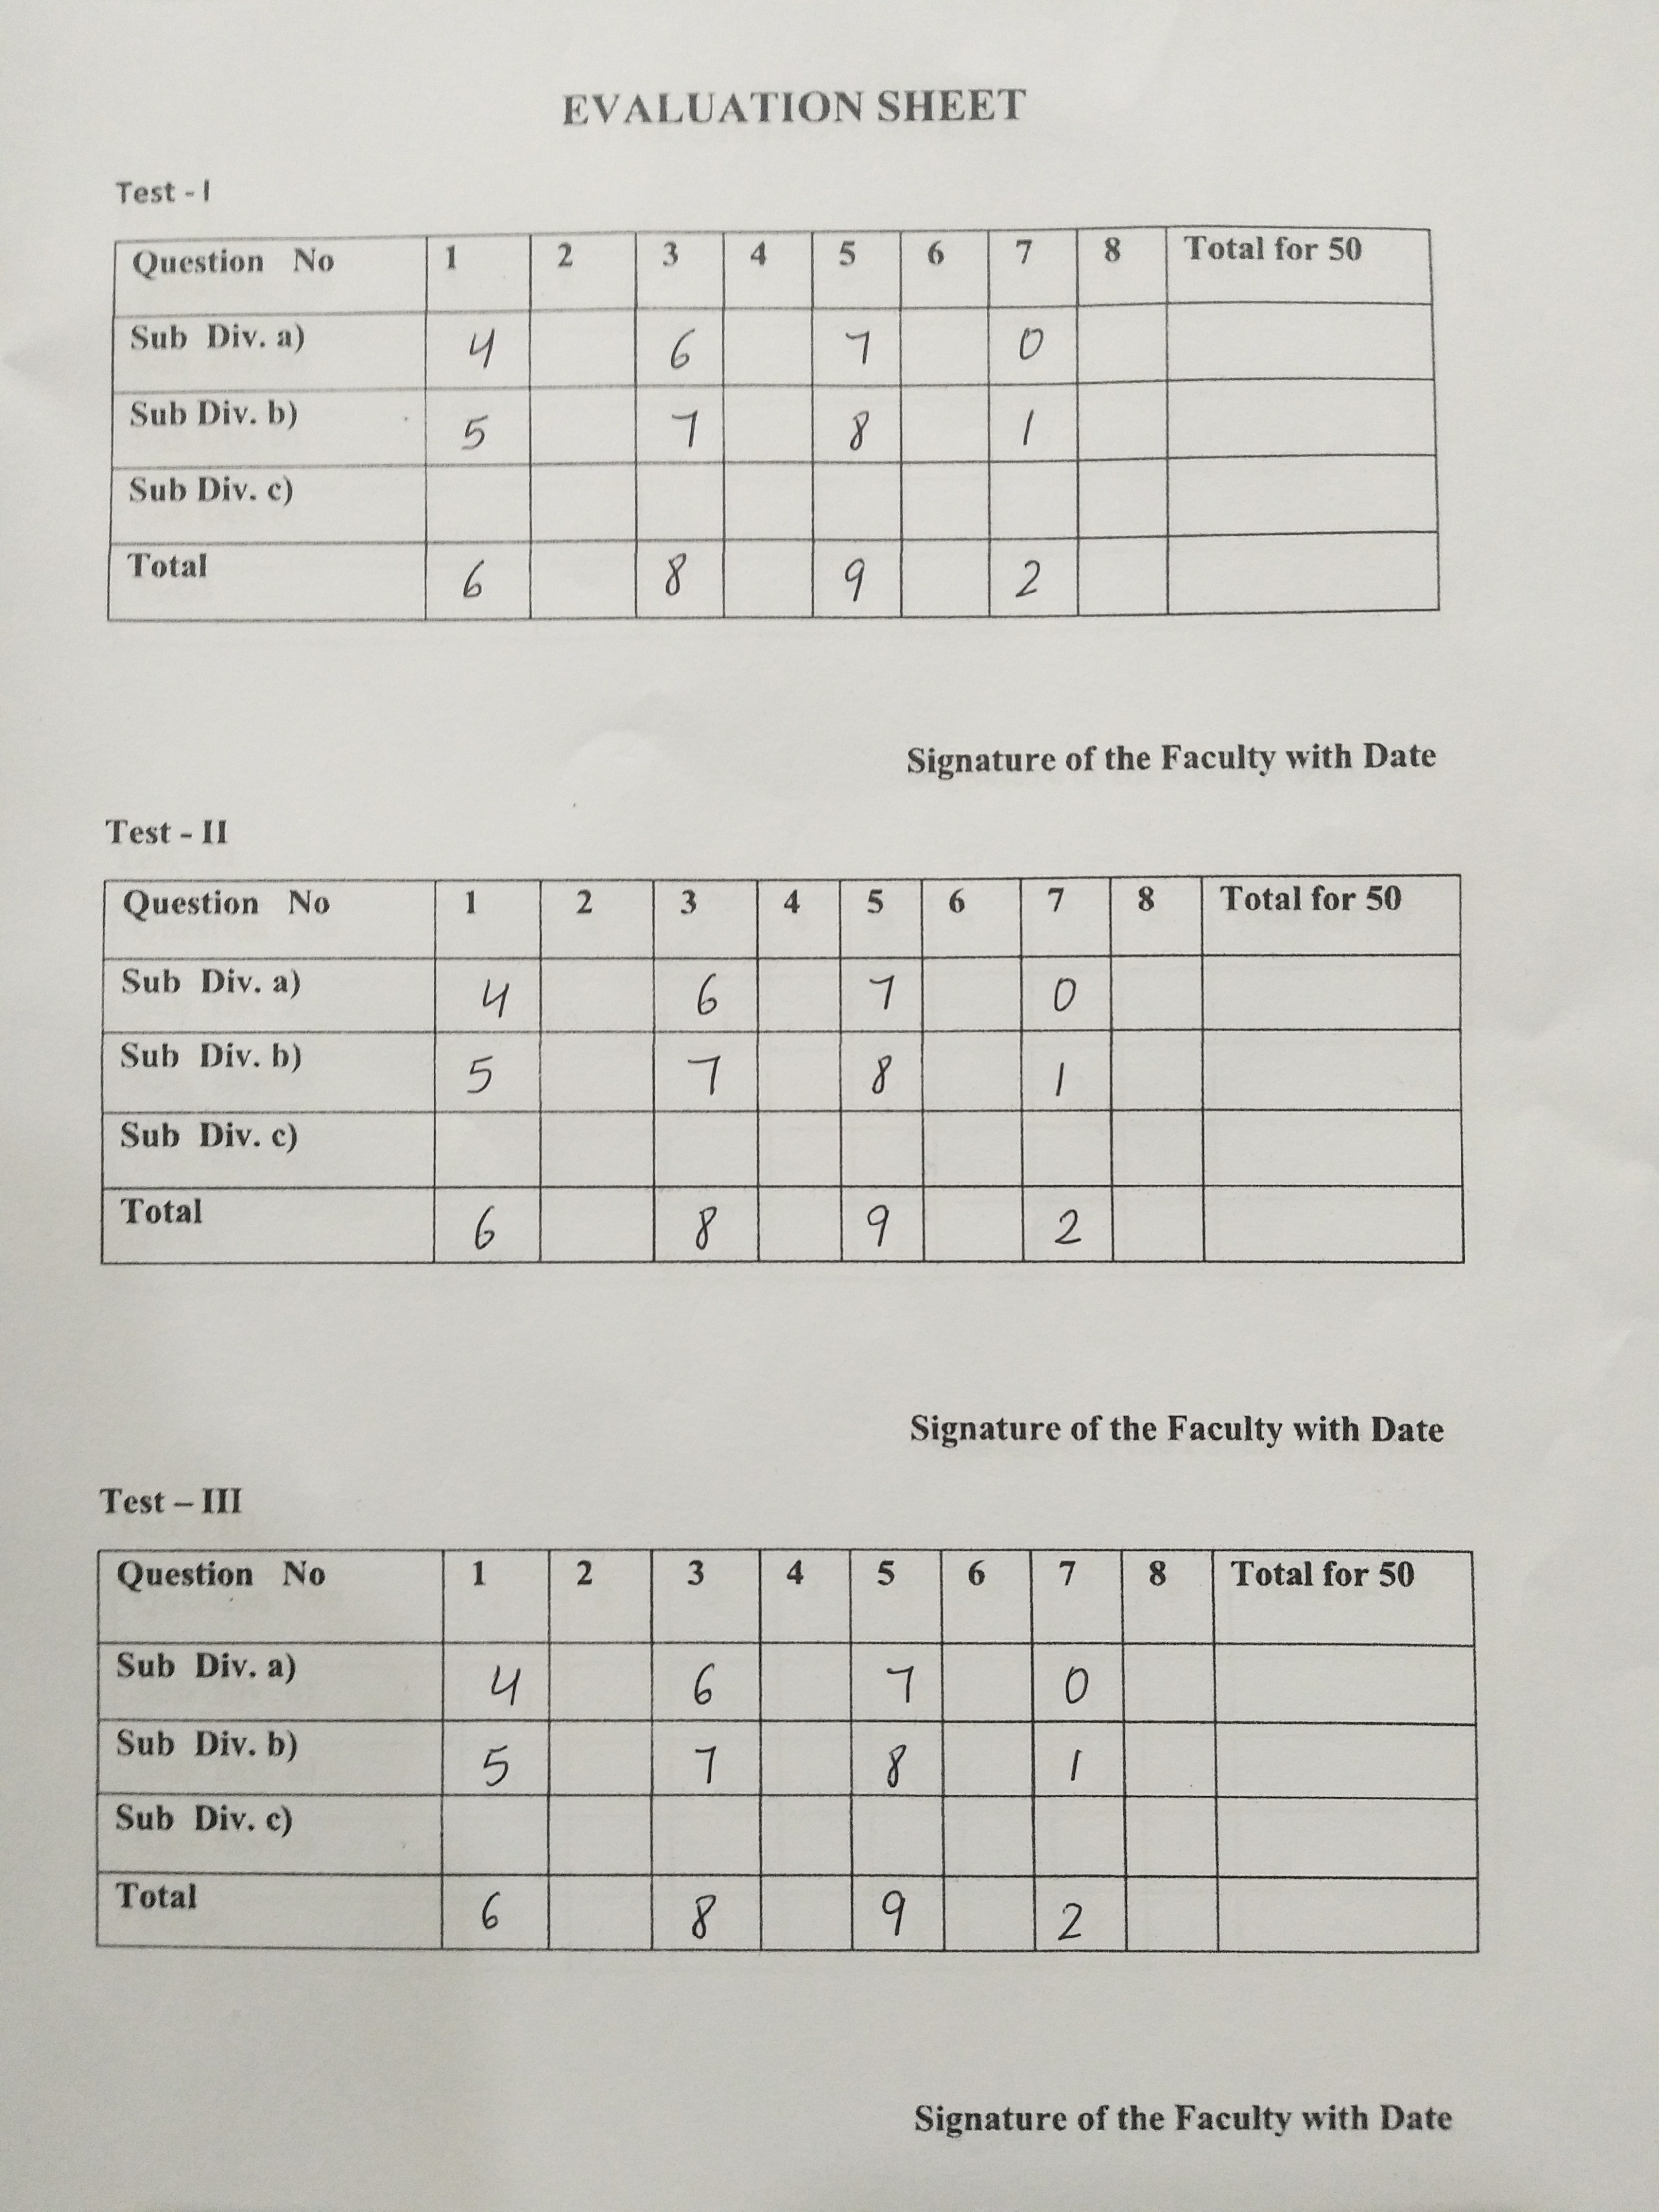 EVALUATION SHEET
Test - I
Question No 1 2 3 4 5 6 7 8 Total for 50
Sub Div. a) 4 6 7 0
Sub Div. b) 5 7 8 1
Sub Div. c)
Total 6 8 9 2
Signature of the Faculty with Date
Test - II
Question No 1 2 3 4 5 6 7 8 Total for 50
Sub Div. a) 4 6 7 0
Sub Div. b) 5 7 8 1
Sub Div. c)
Total 6 8 9 2
Signature of the Faculty with Date
Test – III
Question No 1 2 3 4 5 6 7 8 Total for 50
Sub Div. a) 4 6 7 0
Sub Div. b) 5 7 8 1
Sub Div. c)
Total 6 8 9 2
Signature of the Faculty with Date